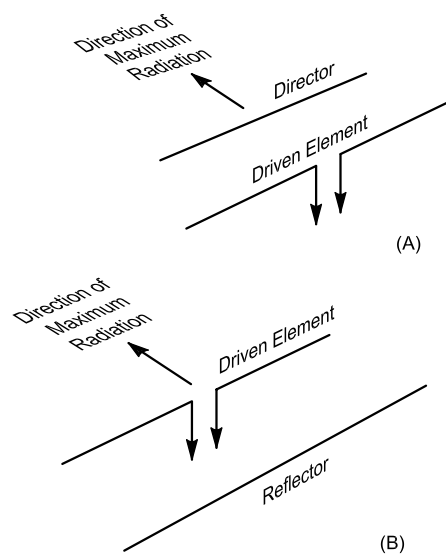 Direction of
Maximum
Radiation
Director
Driven Element
(A)
Direction of
Maximum
Radiation
Driven Element
Reflector
(B)